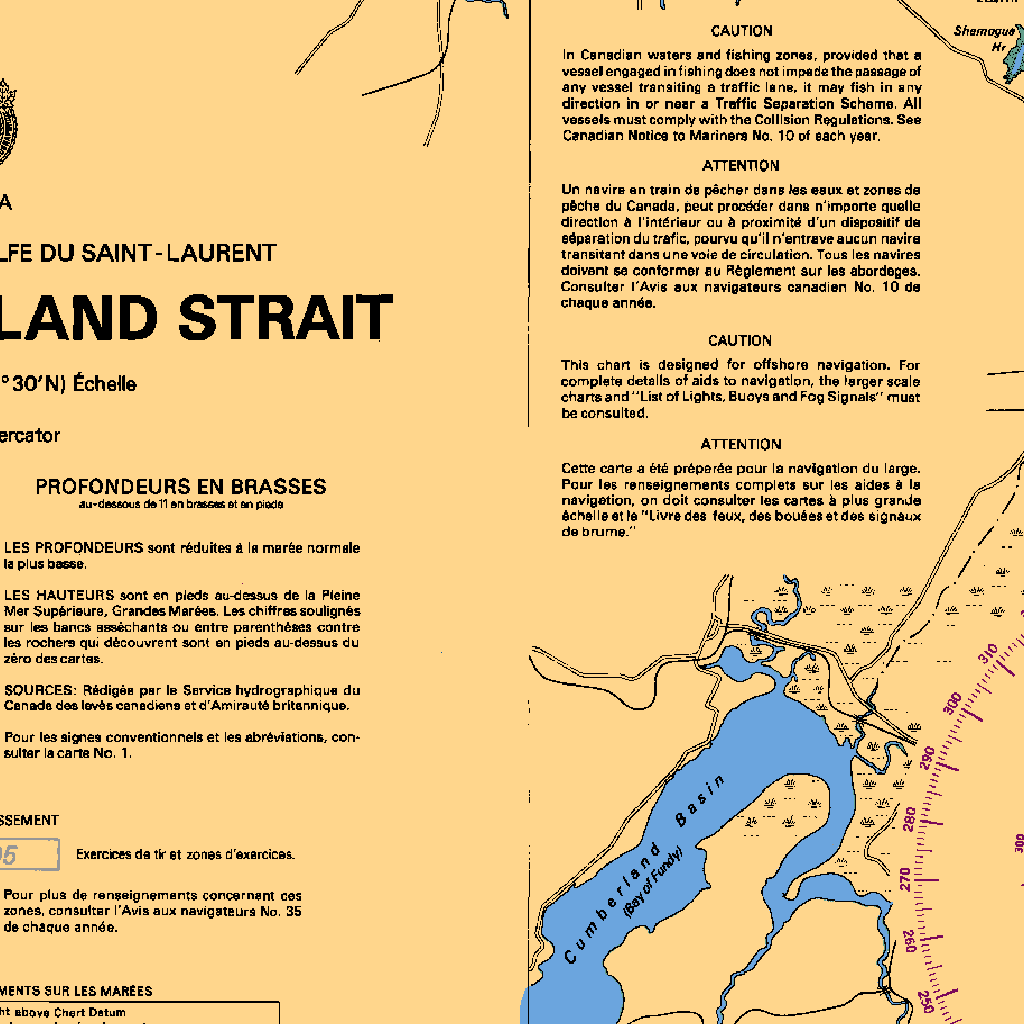 A
LFE DU SAINT-LAURENT
LAND STRAIT
°30'N) Échelle
ercator
PROFONDEURS EN BRASSES
au-dessous de 11 en brasses et en pieds
LES PROFONDEURS sont réduites à la marée normale
la plus basse.
LES HAUTEURS sont en pieds au-dessus de la Pleine
Mer Supérieure, Grandes Marées. Les chiffres soulignés
sur les bancs asséchants ou entre parenthéses contre
les rochers qui découvrent sont en pieds au-dessus du
zéro des cartes.
SOURCES: Rédigée par le Service hydrographique du
Canada des levés canadiens et d'Amirauté britannique.
Pour les signes conventionnels et les abréviations, con-
sulter la carte No. 1.
SSEMENT
Exercices de tir et zones d'exercices.
Pour plus de renseignements concernant ces
zones, consulter l'Avis aux navigateurs No. 35
de chaque année.
MENTS SUR LES MARÉES
ht above Chart Datum
CAUTION
In Canadian waters and fishing zones, provided that a
vessel engaged in fishing does not impede the passage of
any vessel transiting a traffic lane, it may fish in any
direction in or near a Traffic Separation Scheme. All
vessels must comply with the Collision Regulations. See
Canadian Notice to Mariners No. 10 of each year.
ATTENTION
Un navire en train de pêcher dans les eaux et zones de
pêche du Canada, peut procéder dans n'importe quelle
direction à l'intérieur ou à proximité d'un dispositif de
séparation du trafic, pourvu qu'il n'entrave aucun navire
transitant dans une voie de circulation. Tous les navires
doivent se conformer au Règlement sur les abordages.
Consulter l'Avis aux navigateurs canadien No. 10 de
chaque année.
CAUTION
This chart is designed for offshore navigation. For
complete details of aids to navigation, the larger scale
charts and "List of Lights, Buoys and Fog Signals" must
be consulted.
ATTENTION
Cette carte a été préparée pour la navigation du large.
Pour les renseignements complets sur les aides à la
navigation, on doit consulter les cartes à plus grande
échelle et le "Livre des feux, des bouées et des signaux
de brume."
Shemogue
Hr
Cumberland Basin
(Bay of Fundy)
310
300
290
280
270
260
250
300